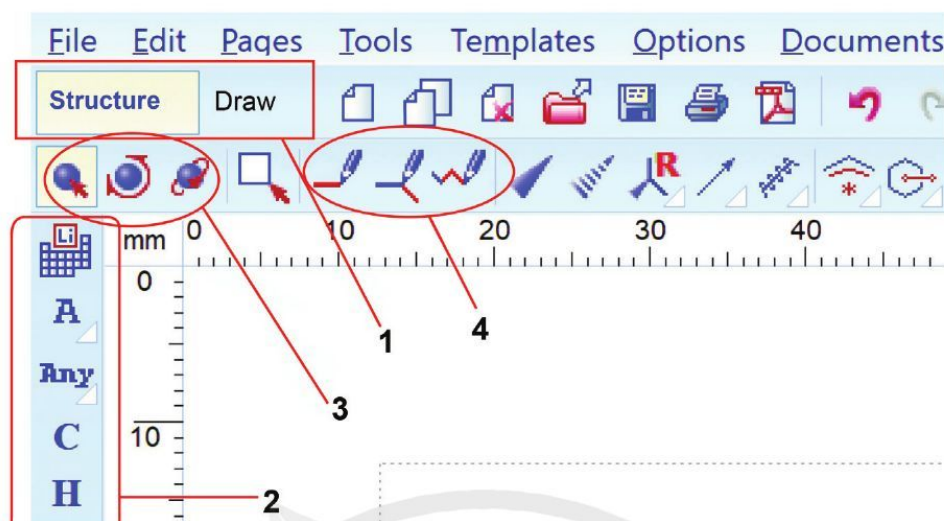 File Edit Pages Tools Templates Options Documents
Structure Draw
R
*
Li
mm 0 10 20 30 40
0
A
1
4
Any
3
C
10
H
2